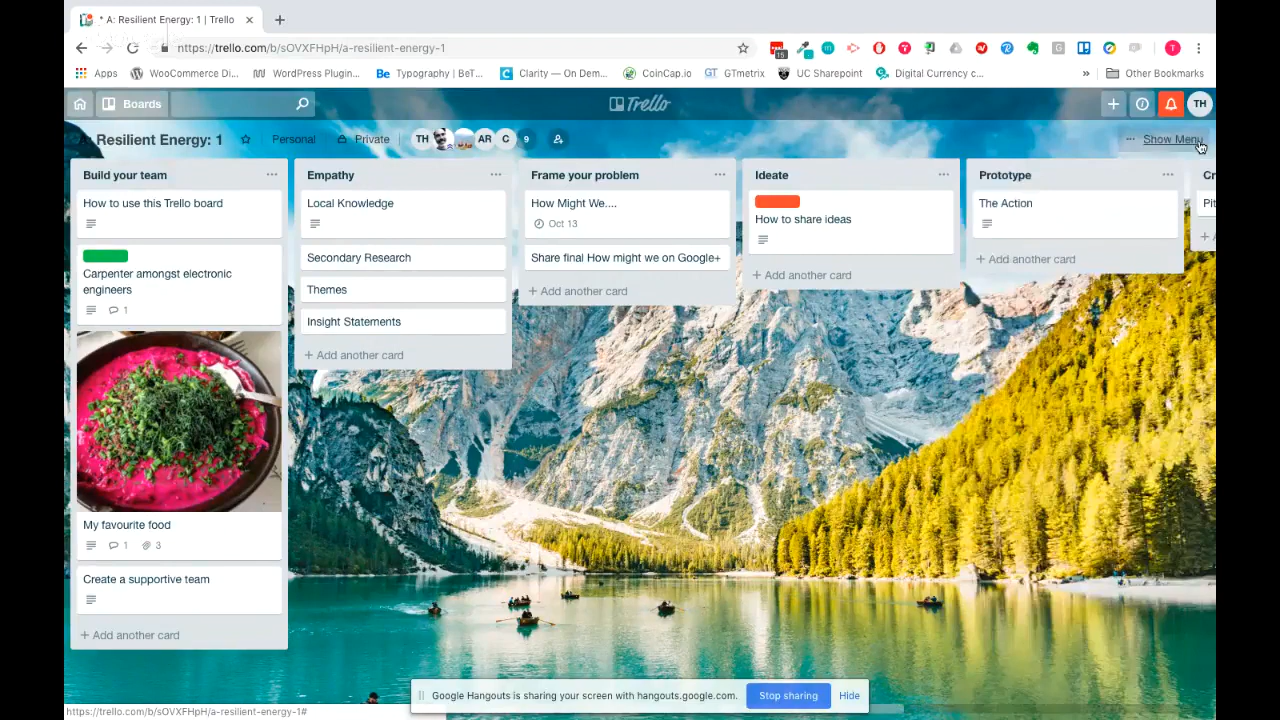 * A: Resilient Energy: 1 | Trello
https://trello.com/b/sOVXFHpH/a-resilient-energy-1
15
T
Apps WooCommerce Di... WordPress Plugin... Typography | BeT... Clarity — On Dem... CoinCap.io GTmetrix UC Sharepoint Digital Currency c... » Other Bookmarks
Boards Trello TH
A: Resilient Energy: 1 Personal Private TH AR C 9 ... Show Menu
Build your team
How to use this Trello board
Carpenter amongst electronic
engineers
1
My favourite food
1 3
Create a supportive team
+ Add another card
Empathy
Local Knowledge
Secondary Research
Themes
Insight Statements
+ Add another card
Frame your problem
How Might We....
Oct 13
Share final How might we on Google+
+ Add another card
Ideate
How to share ideas
+ Add another card
Prototype
The Action
+ Add another card
Cr
Pit
+ A
Google Hangouts is sharing your screen with hangouts.google.com. Stop sharing Hide
https://trello.com/b/sOVXFHpH/a-resilient-energy-1#